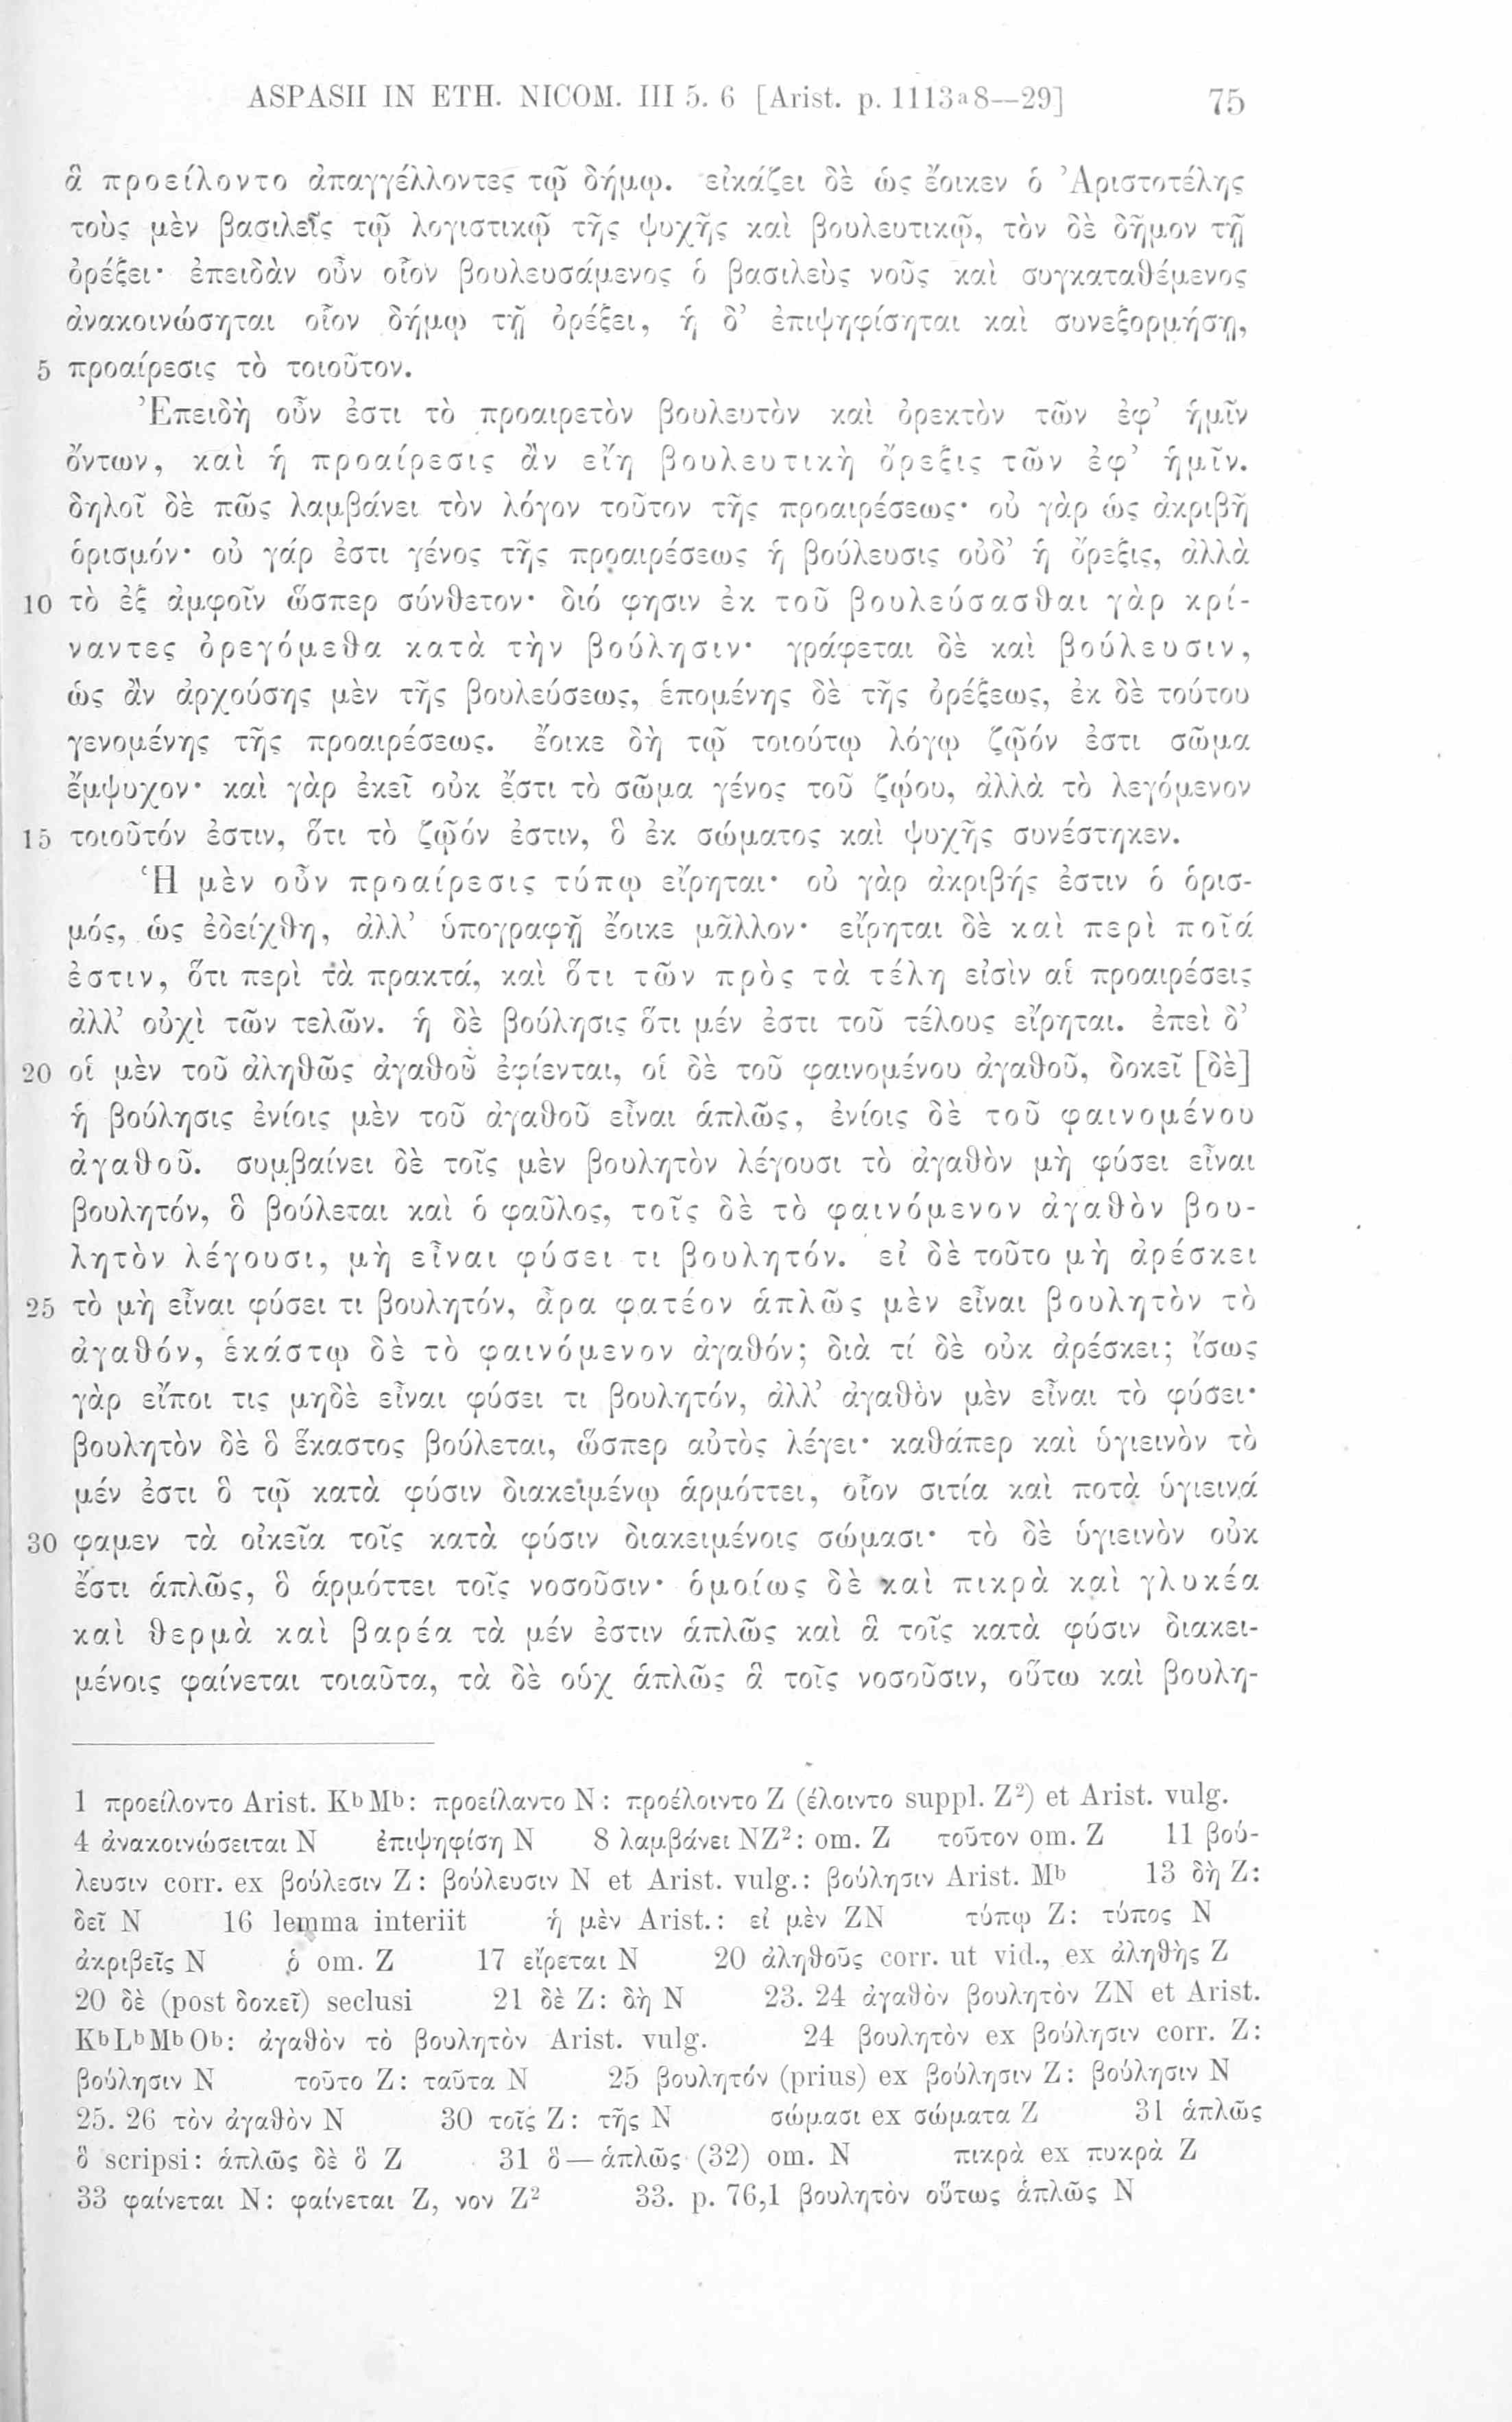 ASPASII IN ETH. NICOM. III 5. 6 [Arist. p. 1113ª8—29] 75
ἃ προείλοντο ἀπαγγέλλοντες τῷ δήμῳ. εἰκάζει δὲ ὡς ἔοικεν ὁ Ἀριστοτέλης
τοὺς μὲν βασιλεῖς τῷ λογιστικῷ τῆς ψυχῆς καὶ βουλευτικῷ, τὸν δὲ δῆμον τῇ
ὀρέξει· ἐπειδὰν οὖν οἷον βουλευσάμενος ὁ βασιλεὺς νοῦς καὶ συγκαταθέμενος
ἀνακοινώσηται οἷον δήμῳ τῇ ὀρέξει, ἡ δ’ ἐπιψηφίσηται καὶ συνεξορμήσῃ,
5 προαίρεσις τὸ τοιοῦτον.
Ἐπειδὴ οὖν ἐστι τὸ προαιρετὸν βουλευτὸν καὶ ὀρεκτὸν τῶν ἐφ’ ἡμῖν
ὄντων, καὶ ἡ προαίρεσις ἂν εἴη βουλευτικὴ ὄρεξις τῶν ἐφ’ ἡμῖν.
δηλοῖ δὲ πῶς λαμβάνει τὸν λόγον τοῦτον τῆς προαιρέσεως· οὐ γὰρ ὡς ἀκριβῆ
ὁρισμόν· οὐ γάρ ἐστι γένος τῆς προαιρέσεως ἡ βούλευσις οὐδ’ ἡ ὄρεξις, ἀλλὰ
10 τὸ ἐξ ἀμφοῖν ὥσπερ σύνθετον· διό φησιν ἐκ τοῦ βουλεύσασθαι γὰρ κρί-
ναντες ὀρεγόμεθα κατὰ τὴν βούλησιν· γράφεται δὲ καὶ βούλευσιν,
ὡς ἂν ἀρχούσης μὲν τῆς βουλεύσεως, ἑπομένης δὲ τῆς ὀρέξεως, ἐκ δὲ τούτου
γενομένης τῆς προαιρέσεως. ἔοικε δὴ τῷ τοιούτῳ λόγῳ ζῷόν ἐστι σῶμα
ἔμψυχον· καὶ γὰρ ἐκεῖ οὐκ ἔστι τὸ σῶμα γένος τοῦ ζῴου, ἀλλὰ τὸ λεγόμενον
15 τοιοῦτόν ἐστιν, ὅτι τὸ ζῷόν ἐστιν, ὃ ἐκ σώματος καὶ ψυχῆς συνέστηκεν.
Ἡ μὲν οὖν προαίρεσις τύπῳ εἴρηται· οὐ γὰρ ἀκριβής ἐστιν ὁ ὁρισ-
μός, ὡς ἐδείχθη, ἀλλ’ ὑπογραφῇ ἔοικε μᾶλλον· εἴρηται δὲ καὶ περὶ ποῖά
ἐστιν, ὅτι περὶ τὰ πρακτά, καὶ ὅτι τῶν πρὸς τὰ τέλη εἰσὶν αἱ προαιρέσεις
ἀλλ’ οὐχὶ τῶν τελῶν. ἡ δὲ βούλησις ὅτι μέν ἐστι τοῦ τέλους εἴρηται. ἐπεὶ δ’
20 οἱ μὲν τοῦ ἀληθῶς ἀγαθοῦ ἐφίενται, οἱ δὲ τοῦ φαινομένου ἀγαθοῦ, δοκεῖ [δὲ]
ἡ βούλησις ἐνίοις μὲν τοῦ ἀγαθοῦ εἶναι ἁπλῶς, ἐνίοις δὲ τοῦ φαινομένου
ἀγαθοῦ. συμβαίνει δὲ τοῖς μὲν βουλητὸν λέγουσι τὸ ἀγαθὸν μὴ φύσει εἶναι
βουλητόν, ὃ βούλεται καὶ ὁ φαῦλος, τοῖς δὲ τὸ φαινόμενον ἀγαθὸν βου-
λητὸν λέγουσι, μὴ εἶναι φύσει τι βουλητόν. εἰ δὲ τοῦτο μὴ ἀρέσκει
25 τὸ μὴ εἶναι φύσει τι βουλητόν, ἆρα φατέον ἁπλῶς μὲν εἶναι βουλητὸν τὸ
ἀγαθόν, ἑκάστῳ δὲ τὸ φαινόμενον ἀγαθόν; διὰ τί δὲ οὐκ ἀρέσκει; ἴσως
γὰρ εἴποι τις μηδὲ εἶναι φύσει τι βουλητόν, ἀλλ’ ἀγαθὸν μὲν εἶναι τὸ φύσει·
βουλητὸν δὲ ὃ ἕκαστος βούλεται, ὥσπερ αὐτὸς λέγει· καθάπερ καὶ ὑγιεινὸν τὸ
μέν ἐστι ὃ τῷ κατὰ φύσιν διακειμένῳ ἁρμόττει, οἷον σιτία καὶ ποτὰ ὑγιεινά
30 φαμεν τὰ οἰκεῖα τοῖς κατὰ φύσιν διακειμένοις σώμασι· τὸ δὲ ὑγιεινὸν οὐκ
ἔστι ἁπλῶς, ὃ ἁρμόττει τοῖς νοσοῦσιν· ὁμοίως δὲ καὶ πικρὰ καὶ γλυκέα
καὶ θερμὰ καὶ βαρέα τὰ μέν ἐστιν ἁπλῶς καὶ ἃ τοῖς κατὰ φύσιν διακει-
μένοις φαίνεται τοιαῦτα, τὰ δὲ οὐχ ἁπλῶς ἃ τοῖς νοσοῦσιν, οὕτω καὶ βουλη-
1 προείλοντο Arist. KᵇMᵇ: προείλαντο N: προέλοιντο Z (έλοιντο suppl. Z²) et Arist. vulg.
4 ἀνακοινώσειται N ἐπιψηφίση N 8 λαμβάνει NZ²: om. Z τοῦτον om. Z 11 βού-
λευσιν corr. ex βούλεσιν Z: βούλευσιν N et Arist. vulg.: βούλησιν Arist. Mᵇ 13 δὴ Z:
δεῖ N 16 lemma interiit ἡ μὲν Arist.: εἰ μὲν ZN τύπῳ Z: τύπος N
ἀκριβεῖς N ὁ om. Z 17 εἴρεται N 20 ἀληθοῦς corr. ut vid., ex ἀληθὴς Z
20 δὲ (post δοκεῖ) seclusi 21 δὲ Z: δὴ N 23. 24 ἀγαθὸν βουλητὸν ZN et Arist.
KᵇLᵇMᵇOᵇ: ἀγαθὸν τὸ βουλητὸν Arist. vulg. 24 βουλητὸν ex βούλησιν corr. Z:
βούλησιν N τοῦτο Z: ταῦτα N 25 βουλητόν (prius) ex βούλησιν Z: βούλησιν N
25. 26 τὸν ἀγαθὸν N 30 τοῖς Z: τῆς N σώμασι ex σώματα Z 31 ἁπλῶς
ὃ scripsi: ἁπλῶς δὲ ὃ Z 31 ὃ — ἁπλῶς (32) om. N πικρὰ ex πυκρὰ Z
33 φαίνεται N: φαίνεται Z, νον Z² 33. p. 76,1 βουλητὸν οὕτως ἁπλῶς N